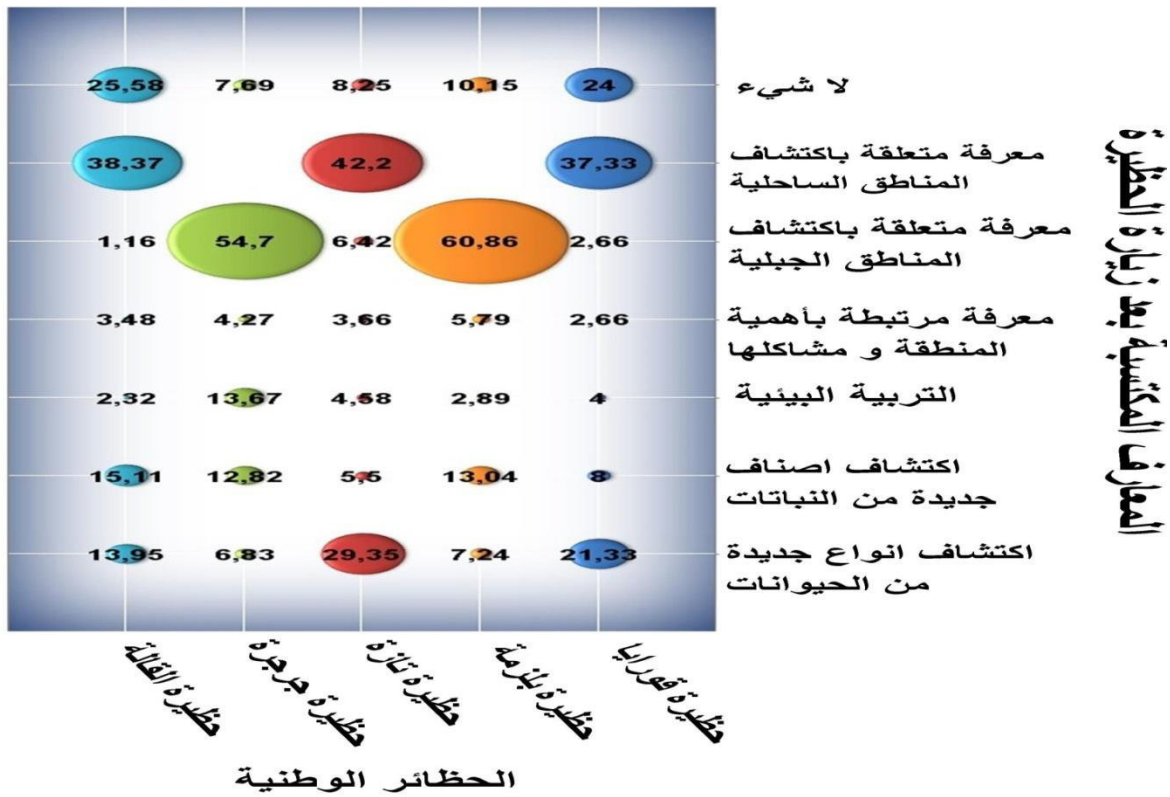 25,58 7,69 8,25 10,15 24 لا شيء
38,37 42,2 37,33 معرفة متعلقة باكتشاف
المناطق الساحلية
1,16 54,7 6,42 60,86 2,66 معرفة متعلقة باكتشاف
المناطق الجبلية
3,48 4,27 3,66 5,79 2,66 معرفة مرتبطة بأهمية
المنطقة و مشاكلها
2,32 13,67 4,58 2,89 4 التربية البيئية
15,11 12,82 5,5 13,04 8 اكتشاف اصناف
جديدة من النباتات
13,95 6,83 29,35 7,24 21,33 اكتشاف انواع جديدة
من الحيوانات
المعارف المكتسبة بعد زيارة الحظيرة
حظيرة القالة
حظيرة جرجرة
حظيرة تازة
حظيرة بلزمة
حظيرة قورايا
الحظائر الوطنية